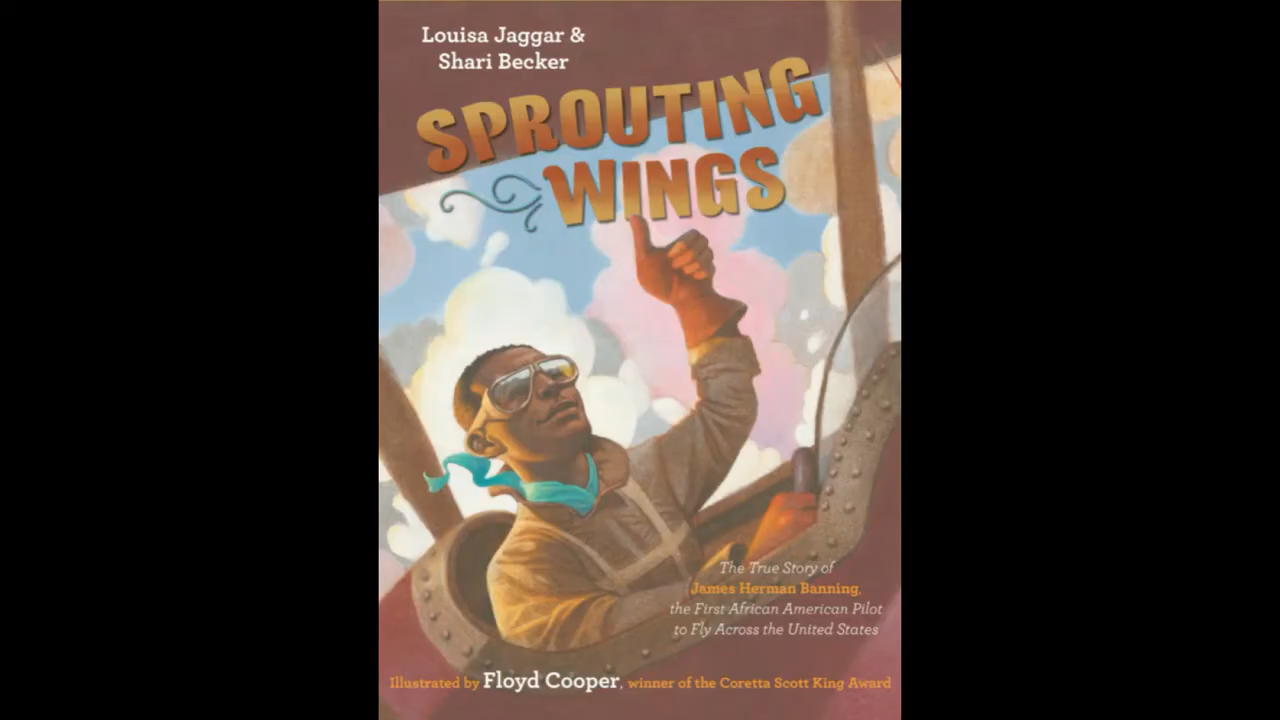 Louisa Jaggar &
Shari Becker
SPROUTING
WINGS
The True Story of
James Herman Banning,
the First African American Pilot
to Fly Across the United States
Illustrated by Floyd Cooper, winner of the Coretta Scott King Award